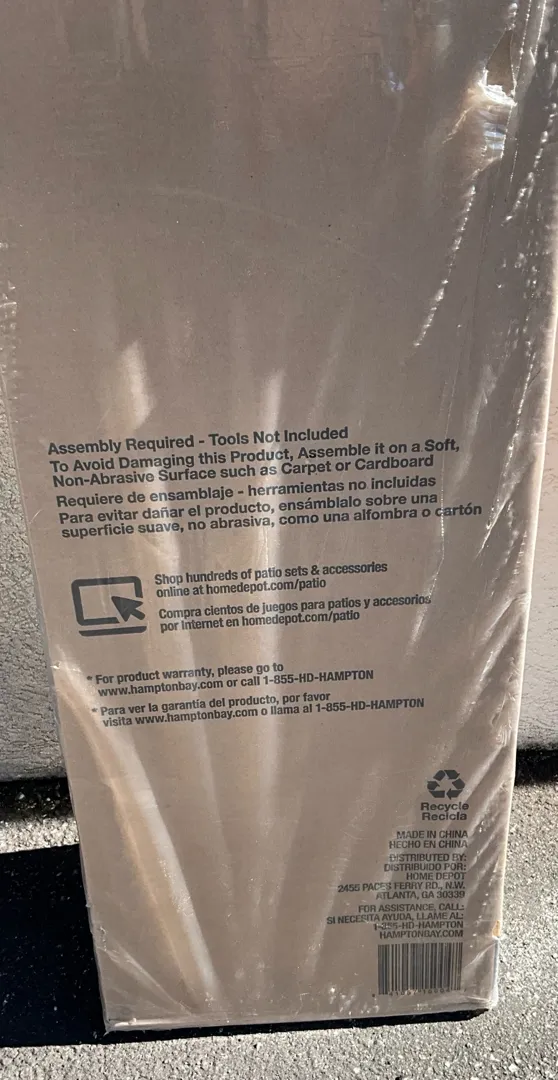 Assembly Required - Tools Not Included
To Avoid Damaging this Product, Assemble it on a Soft,
Non-Abrasive Surface such as Carpet or Cardboard
Requiere de ensamblaje - herramientas no incluidas
Para evitar dañar el producto, ensámblalo sobre una
superficie suave, no abrasiva, como una alfombra o cartón
Shop hundreds of patio sets & accessories
online at homedepot.com/patio
Compra cientos de juegos para patios y accesorios
por Internet en homedepot.com/patio
* For product warranty, please go to
www.hamptonbay.com or call 1-855-HD-HAMPTON
* Para ver la garantía del producto, por favor
visita www.hamptonbay.com o llama al 1-855-HD-HAMPTON
Recycle
Recicla
MADE IN CHINA
HECHO EN CHINA
DISTRIBUTED BY:
DISTRIBUIDO POR:
HOME DEPOT
2455 PACES FERRY RD., N.W.
ATLANTA, GA 30339
FOR ASSISTANCE, CALL:
SI NECESITA AYUDA, LLAME AL:
1-855-HD-HAMPTON
HAMPTONBAY.COM